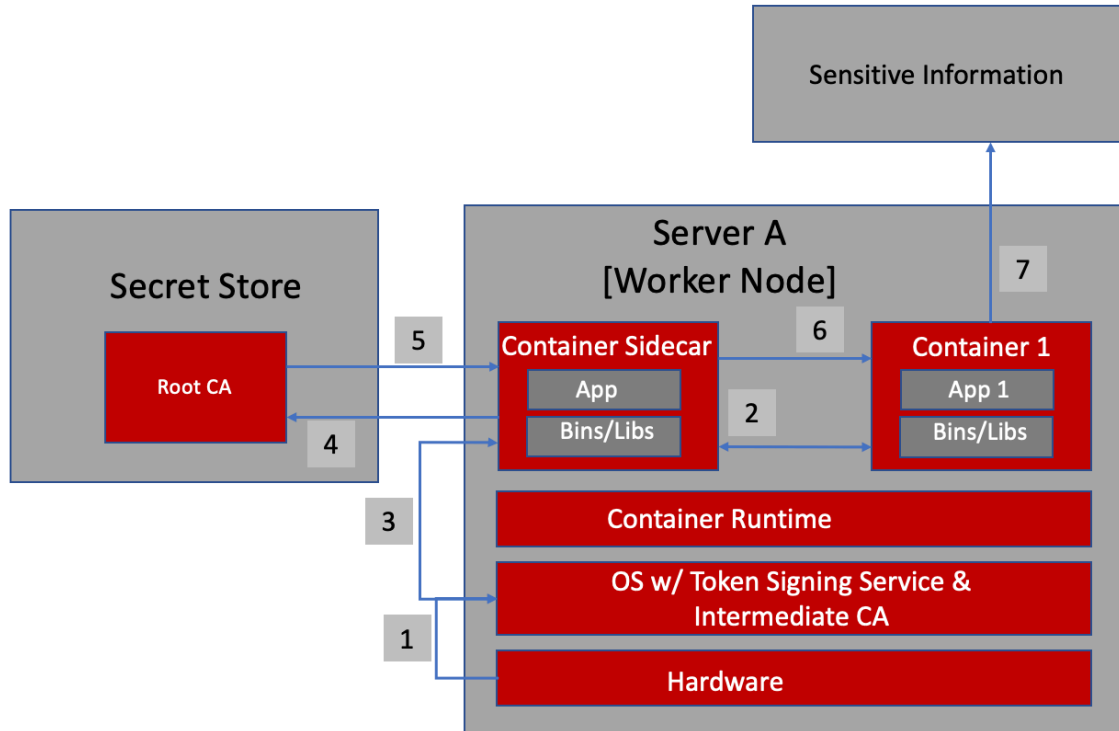 Sensitive Information
Server A
[Worker Node]
7
Secret Store
5
6
Container Sidecar
Container 1
Root CA
App
App 1
4
2
Bins/Libs
Bins/Libs
3
Container Runtime
OS w/ Token Signing Service &
Intermediate CA
1
Hardware